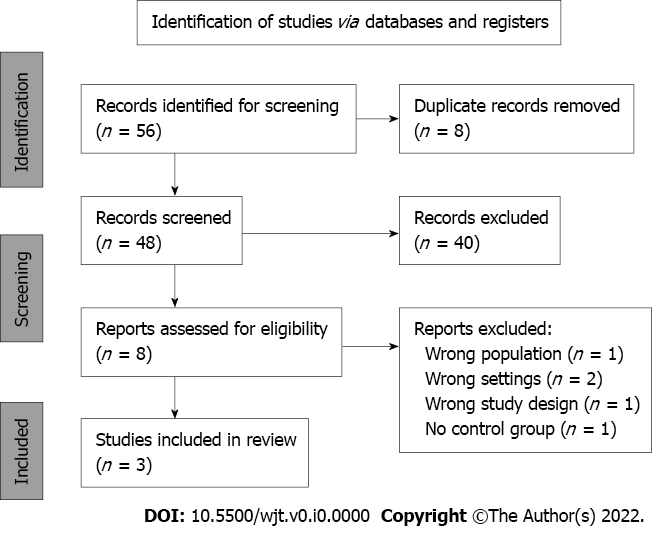 Identification of studies via databases and registers
Identification
Records identified for screening
(n = 56)
Duplicate records removed
(n = 8)
Screening
Records screened
(n = 48)
Records excluded
(n = 40)
Reports assessed for eligibility
(n = 8)
Reports excluded:
Wrong population (n = 1)
Wrong settings (n = 2)
Wrong study design (n = 1)
No control group (n = 1)
Included
Studies included in review
(n = 3)
DOI: 10.5500/wjt.v0.i0.0000 Copyright ©The Author(s) 2022.